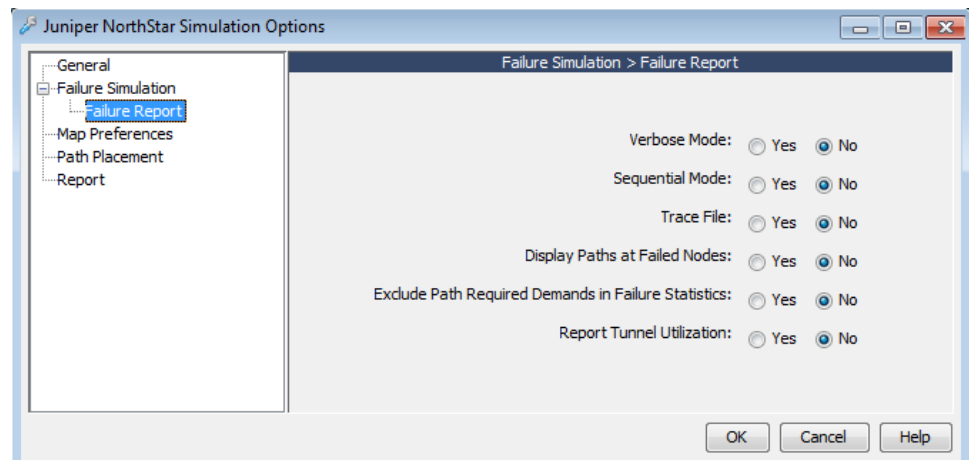 Juniper NorthStar Simulation Options
General
Failure Simulation
Failure Report
Map Preferences
Path Placement
Report
Failure Simulation > Failure Report
Verbose Mode: Yes No
Sequential Mode: Yes No
Trace File: Yes No
Display Paths at Failed Nodes: Yes No
Exclude Path Required Demands in Failure Statistics: Yes No
Report Tunnel Utilization: Yes No
OK Cancel Help